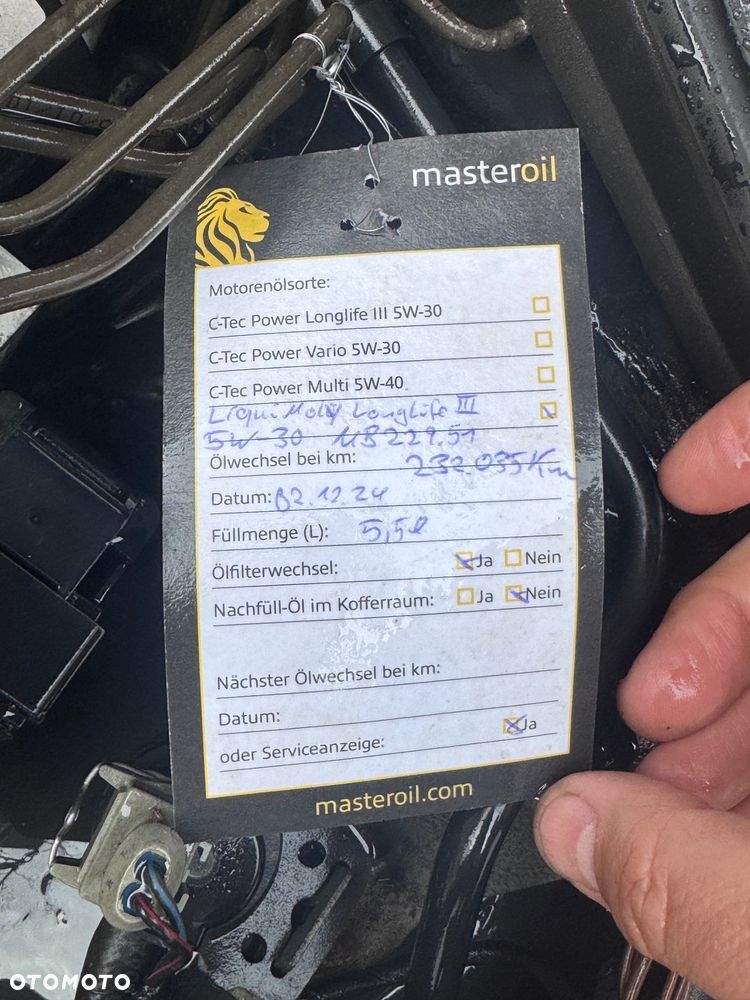 masteroil
Motorenölsorte:
C-Tec Power Longlife III 5W-30
C-Tec Power Vario 5W-30
C-Tec Power Multi 5W-40
Liqui Moly Longlife III
5W-30 MB229.51
Ölwechsel bei km: 232 035 Km
Datum: 02.12.24
Füllmenge (L): 5,5l
Ölfilterwechsel: Ja Nein
Nachfüll-Öl im Kofferraum: Ja Nein
Nächster Ölwechsel bei km:
Datum:
oder Serviceanzeige: Ja
masteroil.com
OTOMOTO